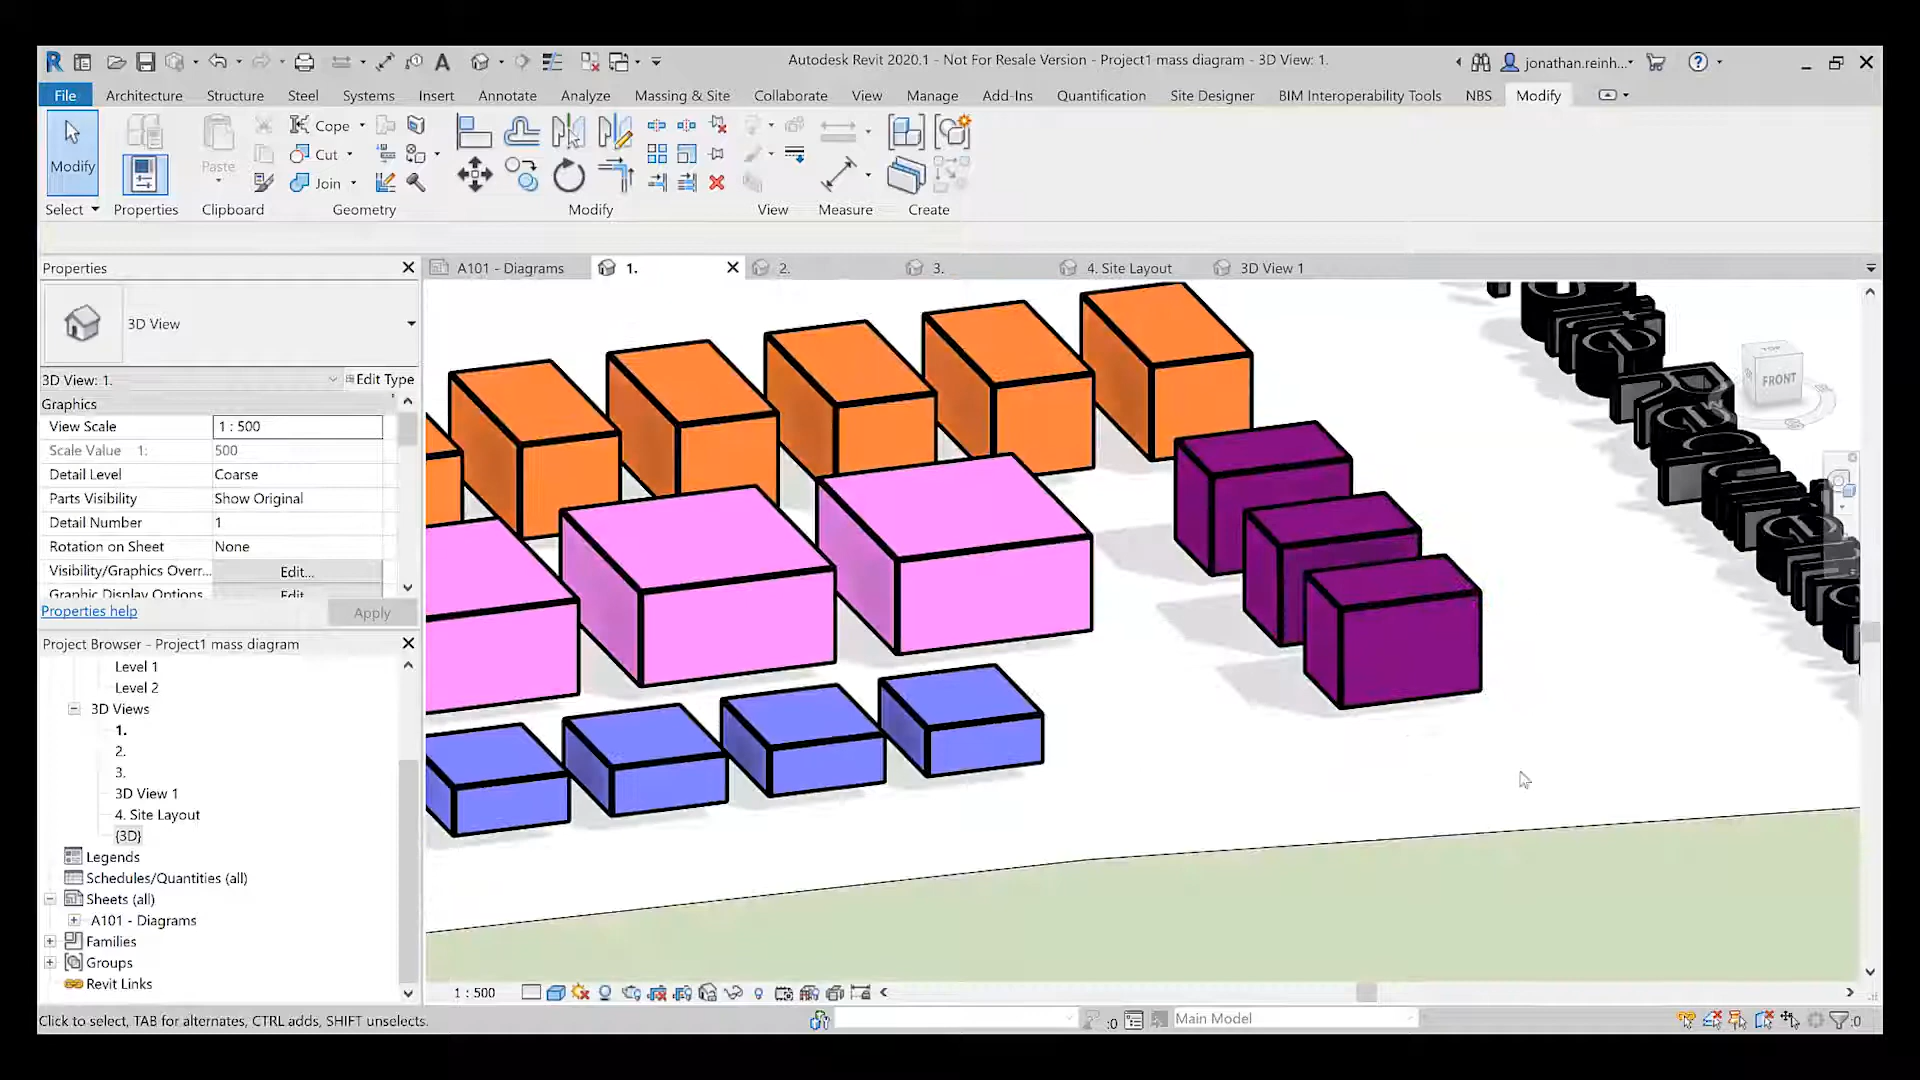 Autodesk Revit 2020.1 - Not For Resale Version - Project1 mass diagram - 3D View: 1.
jonathan.reinh...
File Architecture Structure Steel Systems Insert Annotate Analyze Massing & Site Collaborate View Manage Add-Ins Quantification Site Designer BIM Interoperability Tools NBS Modify
Modify
Paste
Cope
Cut
Join
Select Properties Clipboard Geometry Modify View Measure Create
Properties
A101 - Diagrams 1. 2. 3. 4. Site Layout 3D View 1
3D View
3D View: 1. Edit Type
Graphics
View Scale 1 : 500
Scale Value 1: 500
Detail Level Coarse
Parts Visibility Show Original
Detail Number 1
Rotation on Sheet None
Visibility/Graphics Overr... Edit...
Graphic Display Options Edit
Properties help Apply
Project Browser - Project1 mass diagram
Level 1
Level 2
3D Views
1.
2.
3.
3D View 1
4. Site Layout
{3D}
Legends
Schedules/Quantities (all)
Sheets (all)
A101 - Diagrams
Families
Groups
Revit Links
TOP
FRONT
1 : 500
Click to select, TAB for alternates, CTRL adds, SHIFT unselects.
:0
Main Model
:0